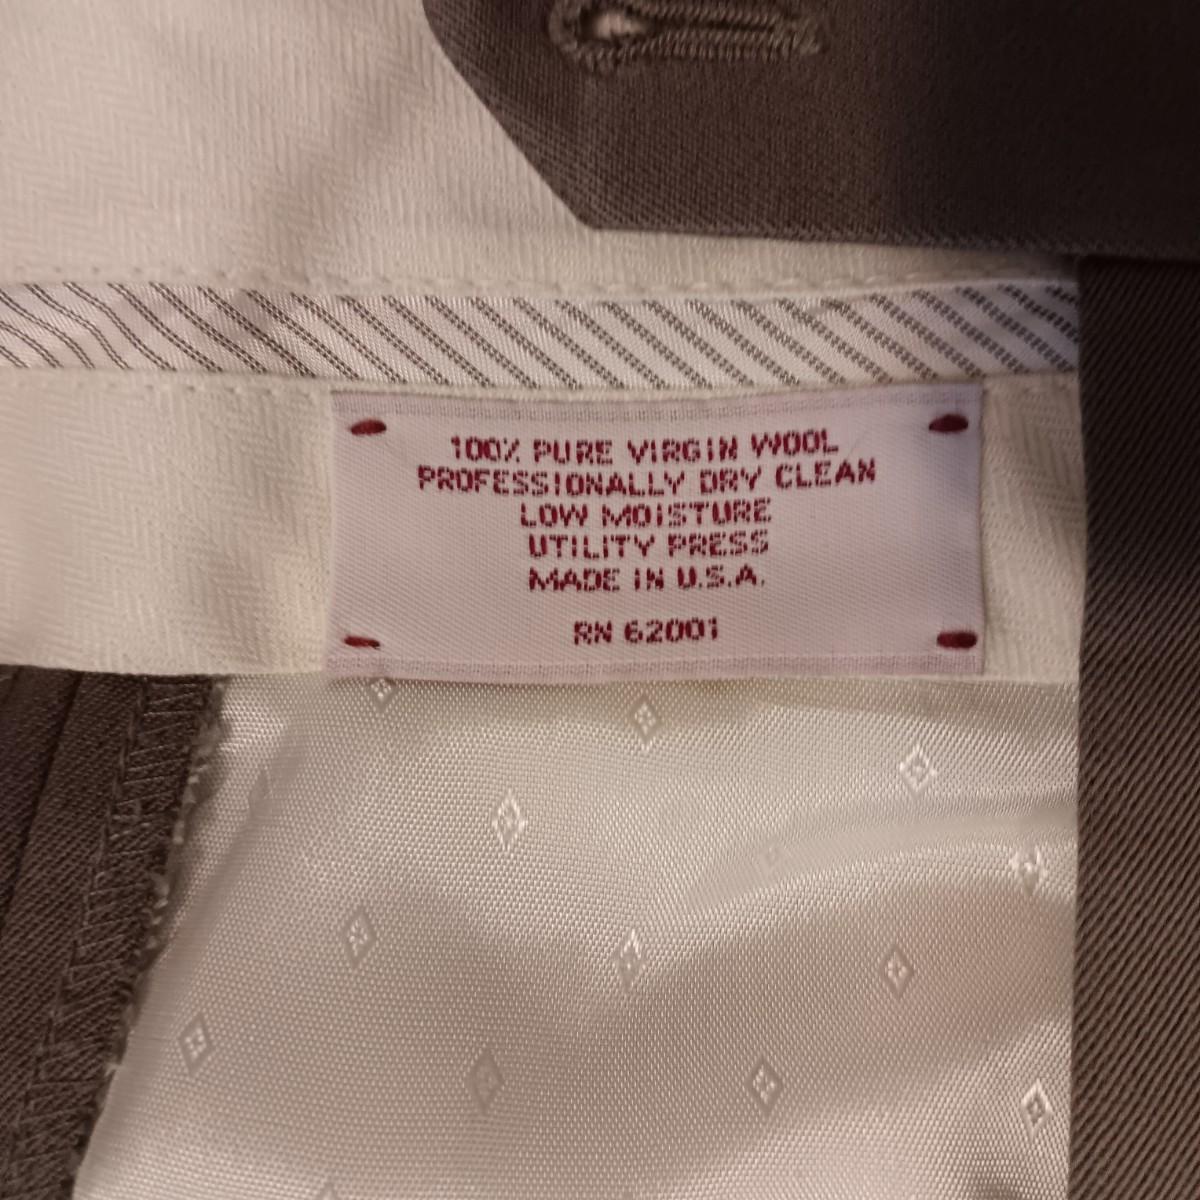 100% PURE VIRGIN WOOL
PROFESSIONALLY DRY CLEAN
LOW MOISTURE
UTILITY PRESS
MADE IN U.S.A.
RN 62001